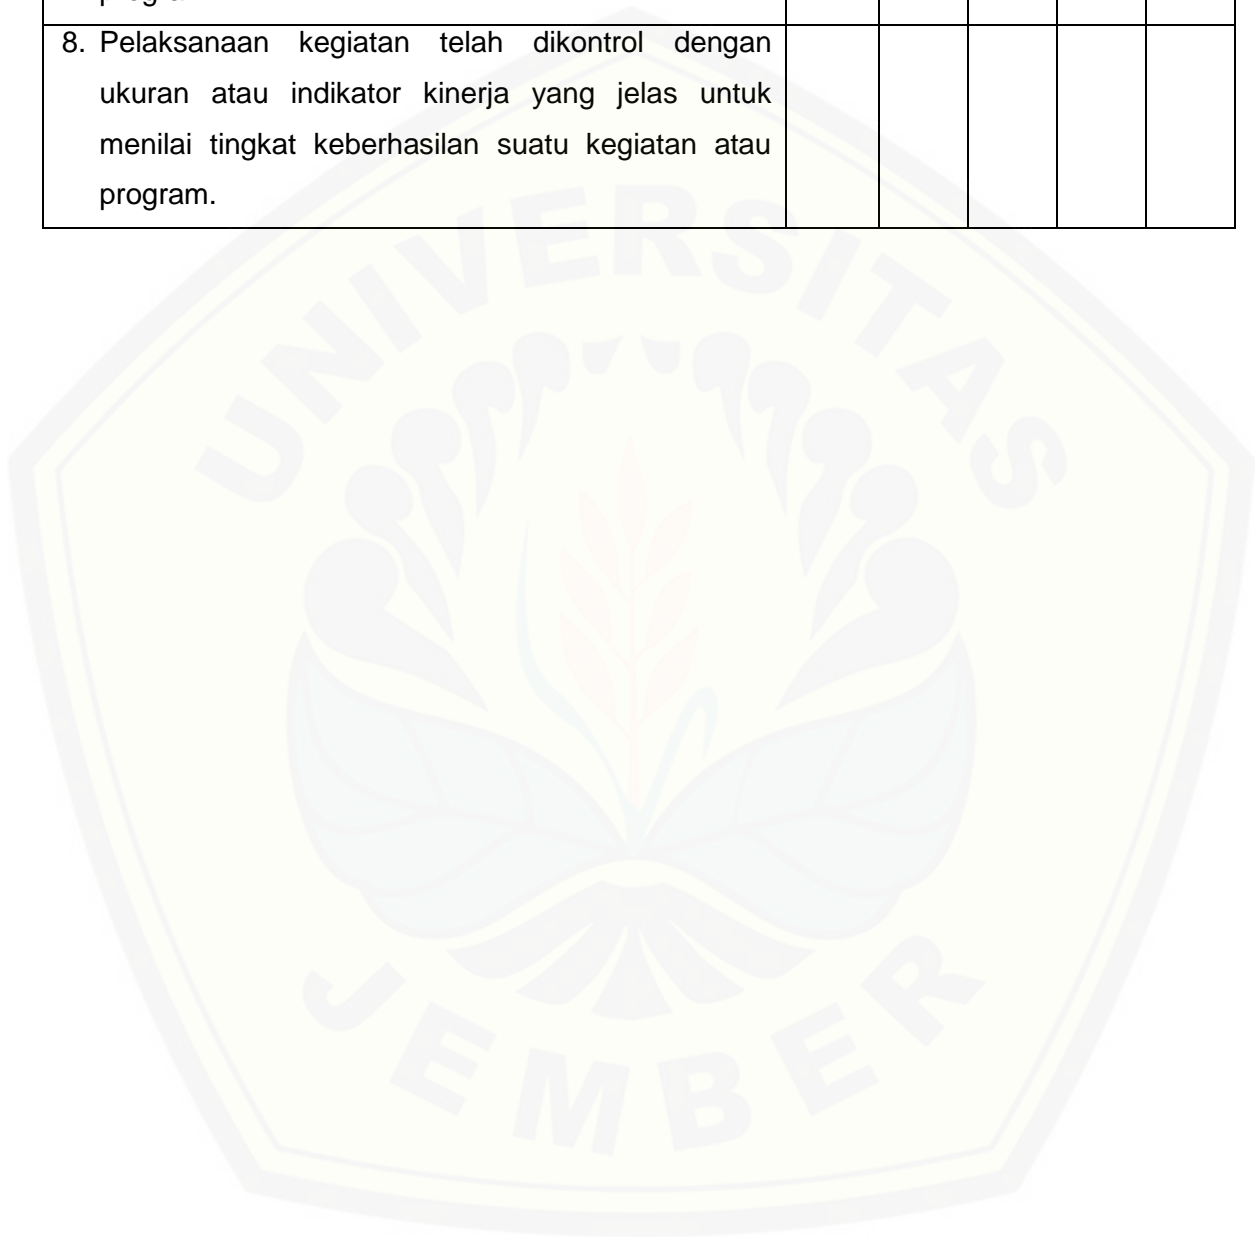 8. Pelaksanaan kegiatan telah dikontrol dengan
ukuran atau indikator kinerja yang jelas untuk
menilai tingkat keberhasilan suatu kegiatan atau
program.
UNIVERSITAS
JEMBER